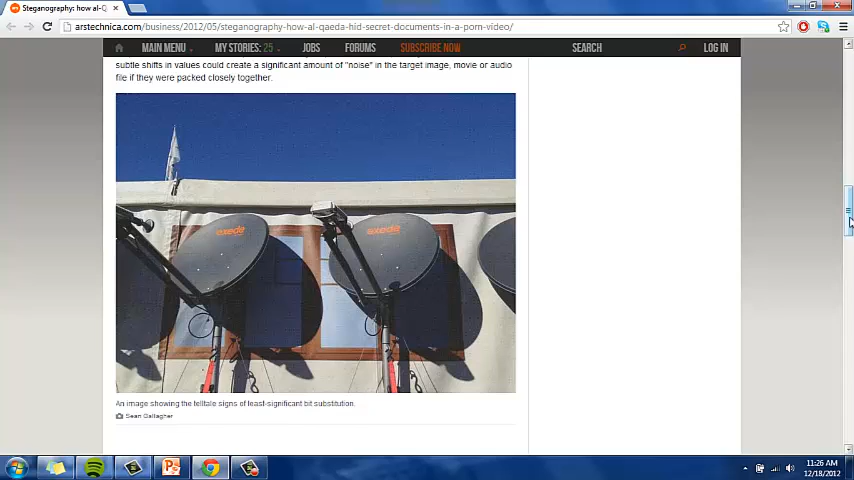 Steganography: how al-Q
arstechnica.com/business/2012/05/steganography-how-al-qaeda-hid-secret-documents-in-a-porn-video/
MAIN MENU MY STORIES: 25 JOBS FORUMS SUBSCRIBE NOW SEARCH LOG IN
subtle shifts in values could create a significant amount of "noise" in the target image, movie or audio
file if they were packed closely together.
exede exede
An image showing the telltale signs of least-significant bit substitution.
Sean Gallagher
11:26 AM
12/18/2012